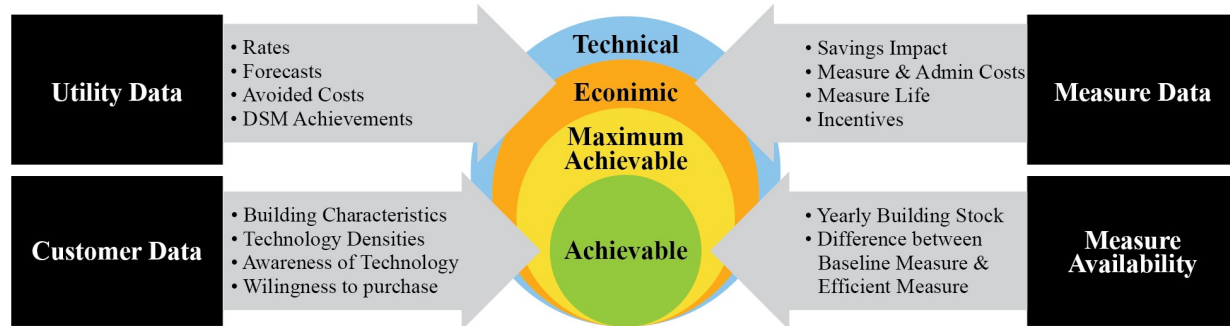 Utility Data
• Rates
• Forecasts
• Avoided Costs
• DSM Achievements
Technical
Econimic
Maximum
Achievable
Achievable
• Savings Impact
• Measure & Admin Costs
• Measure Life
• Incentives
Measure Data
Customer Data
• Building Characteristics
• Technology Densities
• Awareness of Technology
• Wilingness to purchase
• Yearly Building Stock
• Difference between
Baseline Measure &
Efficient Measure
Measure
Availability